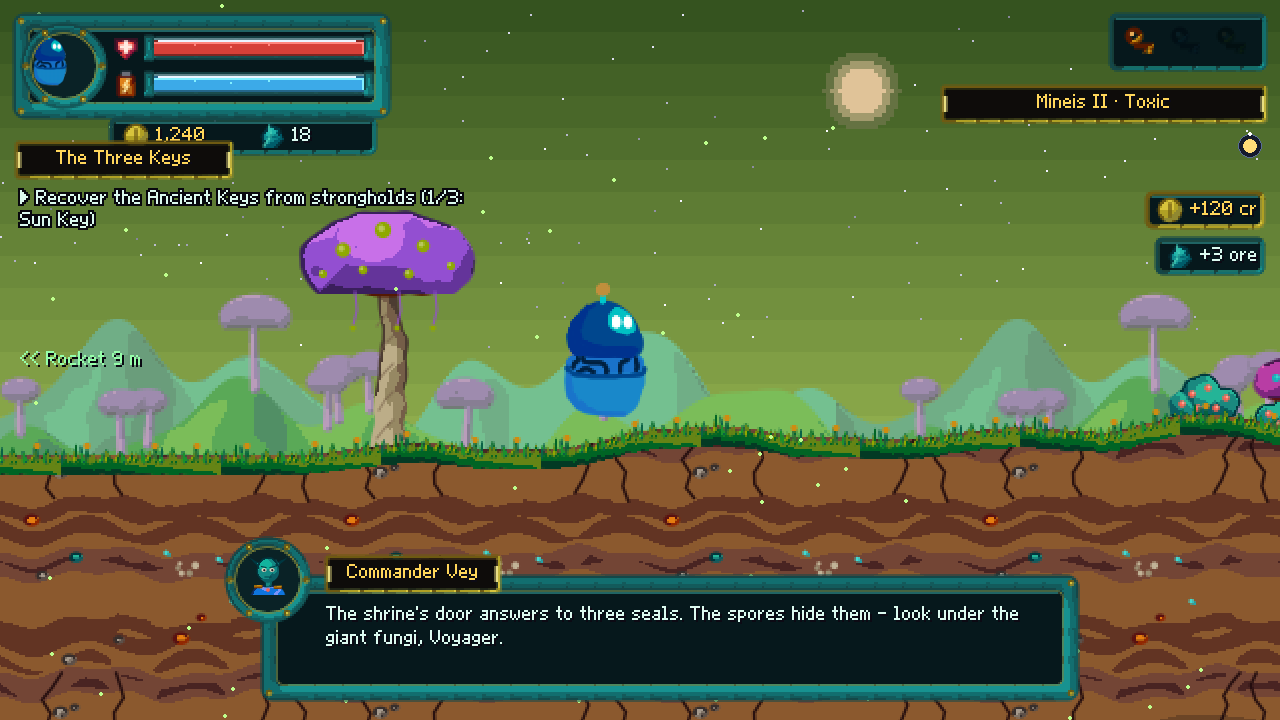 1,240 18
Mineis II · Toxic
The Three Keys
Recover the Ancient Keys from strongholds (1/3:
Sun Key)
+120 cr
+3 ore
<< Rocket 9 m
Commander Vey
The shrine's door answers to three seals. The spores hide them - look under the
giant fungi, Voyager.